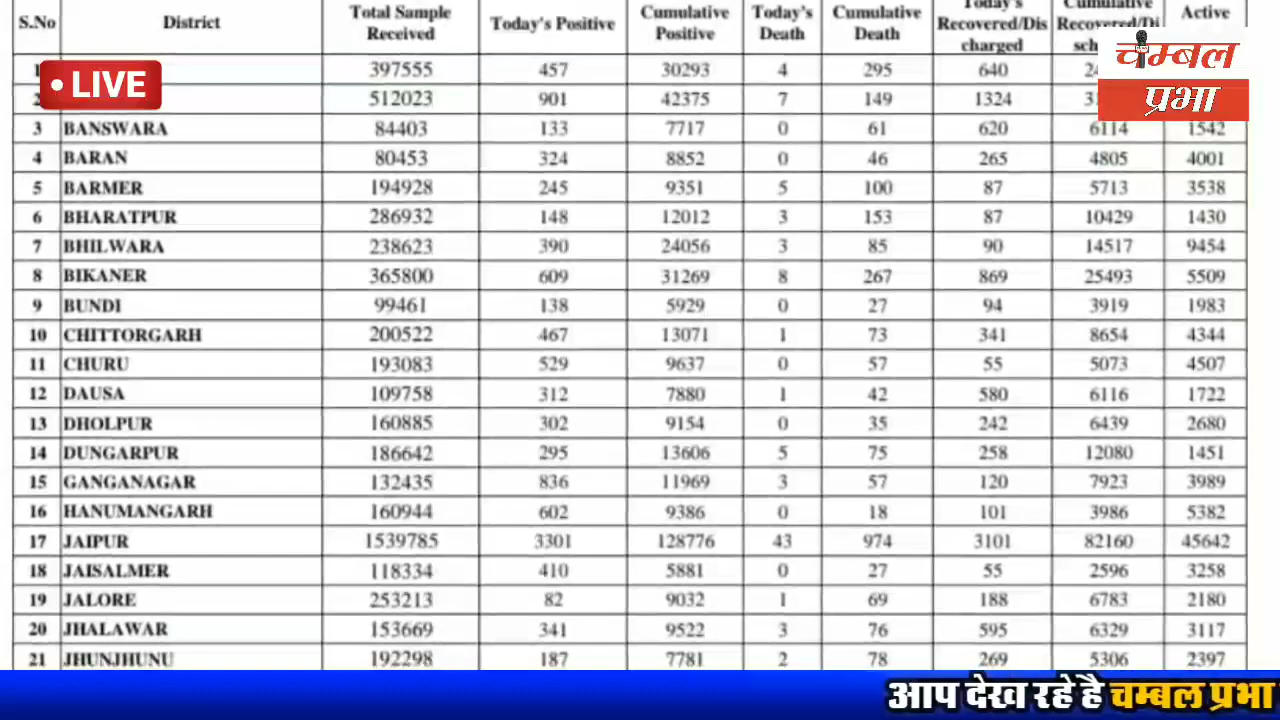 S.No District Total Sample Received Today's Positive Cumulative Positive Today's Death Cumulative Death Today's Recovered/Dis charged Cumulative Active
1 397555 457 30293 4 295 640
2 512023 901 42375 7 149 1324
3 BANSWARA 84403 133 7717 0 61 620 6114 1542
4 BARAN 80453 324 8852 0 46 265 4805 4001
5 BARMER 194928 245 9351 5 100 87 5713 3538
6 BHARATPUR 286932 148 12012 3 153 87 10429 1430
7 BHILWARA 238623 390 24056 3 85 90 14517 9454
8 BIKANER 365800 609 31269 8 267 869 25493 5509
9 BUNDI 99461 138 5929 0 27 94 3919 1983
10 CHITTORGARH 200522 467 13071 1 73 341 8654 4344
11 CHURU 193083 529 9637 0 57 55 5073 4507
12 DAUSA 109758 312 7880 1 42 580 6116 1722
13 DHOLPUR 160885 302 9154 0 35 242 6439 2680
14 DUNGARPUR 186642 295 13606 5 75 258 12080 1451
15 GANGANAGAR 132435 836 11969 3 57 120 7923 3989
16 HANUMANGARH 160944 602 9386 0 18 101 3986 5382
17 JAIPUR 1539785 3301 128776 43 974 3101 82160 45642
18 JAISALMER 118334 410 5881 0 27 55 2596 3258
19 JALORE 253213 82 9032 1 69 188 6783 2180
20 JHALAWAR 153669 341 9522 3 76 595 6329 3117
21 JHUNJHUNU 192298 187 7781 2 78 269 5306 2397
LIVE
चम्बल
प्रभा
आप देख रहे है चम्बल प्रभा